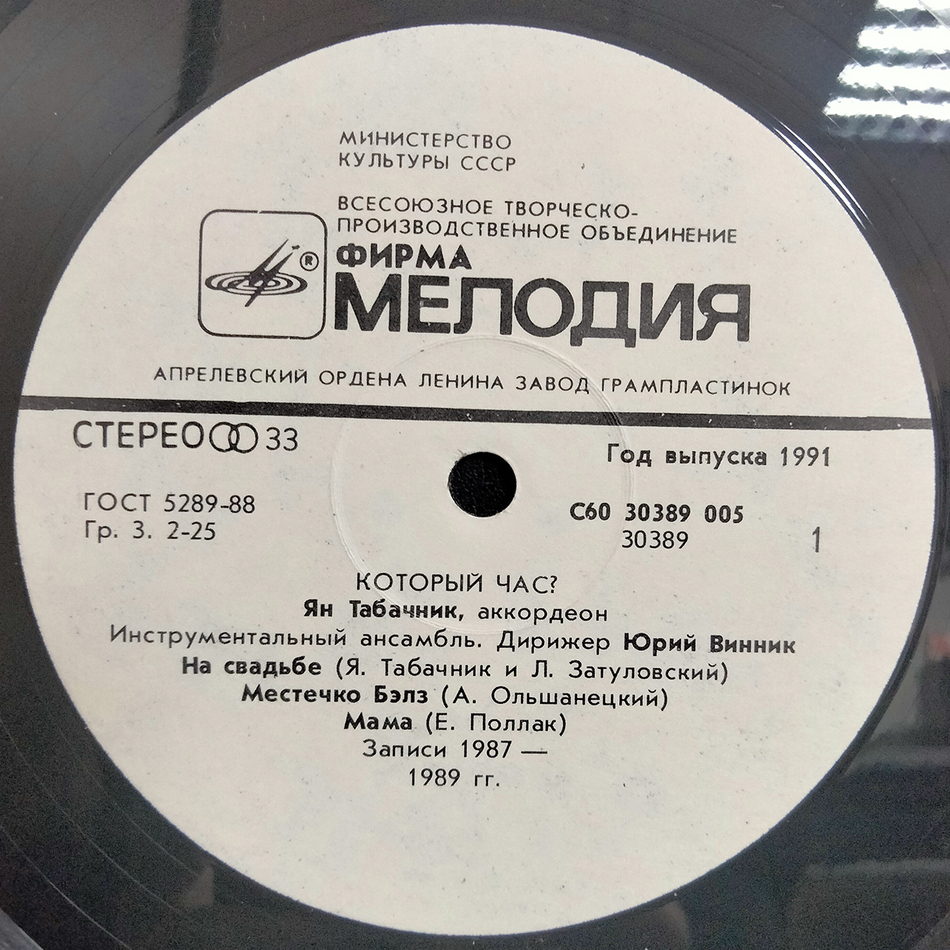 МИНИСТЕРСТВО
КУЛЬТУРЫ СССР
ВСЕСОЮЗНОЕ ТВОРЧЕСКО-
ПРОИЗВОДСТВЕННОЕ ОБЪЕДИНЕНИЕ
®
ФИРМА
МЕЛОДИЯ
АПРЕЛЕВСКИЙ ОРДЕНА ЛЕНИНА ЗАВОД ГРАМПЛАСТИНОК
СТЕРЕО 33
Год выпуска 1991
ГОСТ 5289-88
Гр. 3. 2-25
С60 30389 005
30389
1
КОТОРЫЙ ЧАС?
Ян Табачник, аккордеон
Инструментальный ансамбль. Дирижер Юрий Винник
На свадьбе (Я. Табачник и Л. Затуловский)
Местечко Бэлз (А. Ольшанецкий)
Мама (Е. Поллак)
Записи 1987 —
1989 гг.